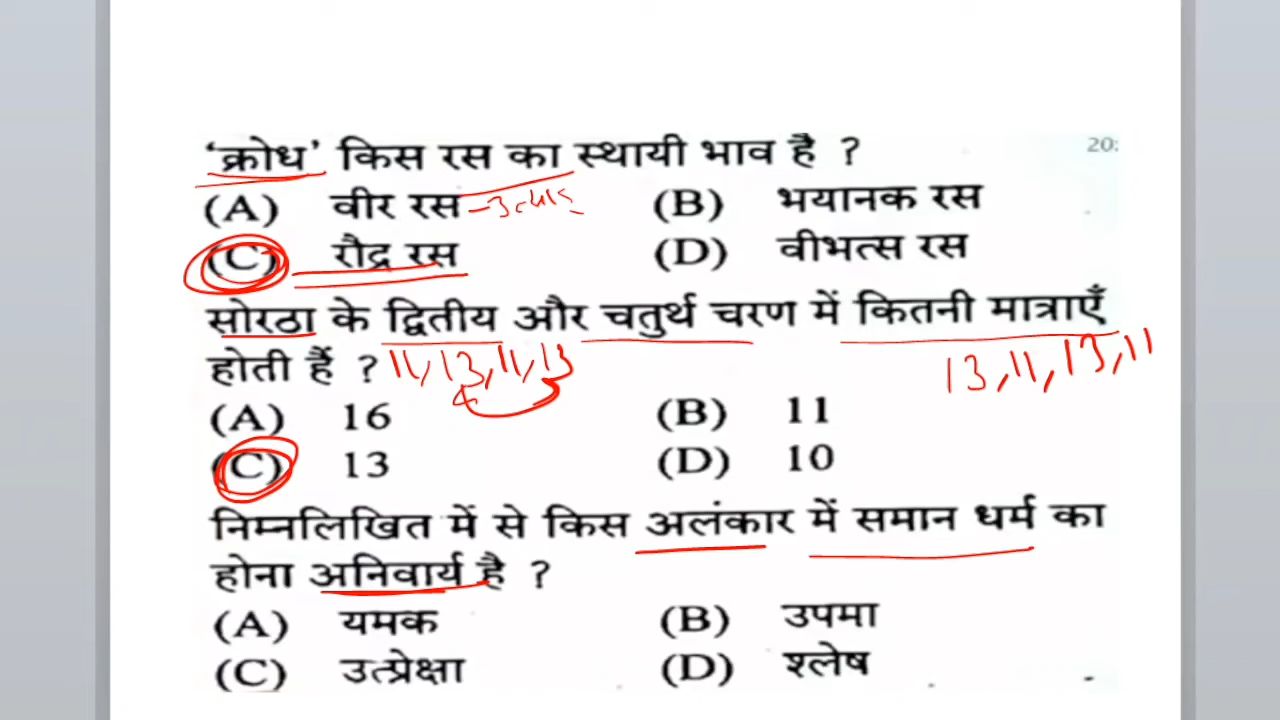 20:
‘क्रोध’ किस रस का स्थायी भाव है ?
(A) वीर रस (B) भयानक रस
(C) रौद्र रस (D) वीभत्स रस
सोरठा के द्वितीय और चतुर्थ चरण में कितनी मात्राएँ
होती हैं ? 11, 13, 11, 13
13, 11, 13, 11
(A) 16 (B) 11
(C) 13 (D) 10
निम्नलिखित में से किस अलंकार में समान धर्म का
होना अनिवार्य है ?
(A) यमक (B) उपमा
(C) उत्प्रेक्षा (D) श्लेष